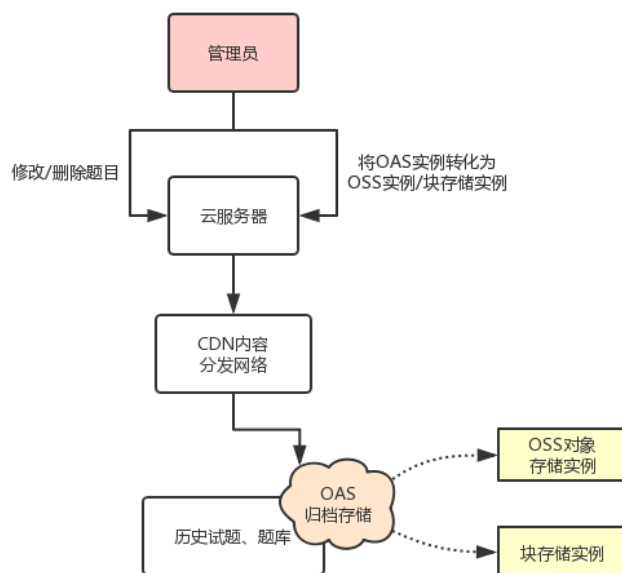 管理员
修改/删除题目
将OAS实例转化为
OSS实例/块存储实例
云服务器
CDN内容
分发网络
OSS对象
存储实例
OAS
归档存储
历史试题、题库
块存储实例